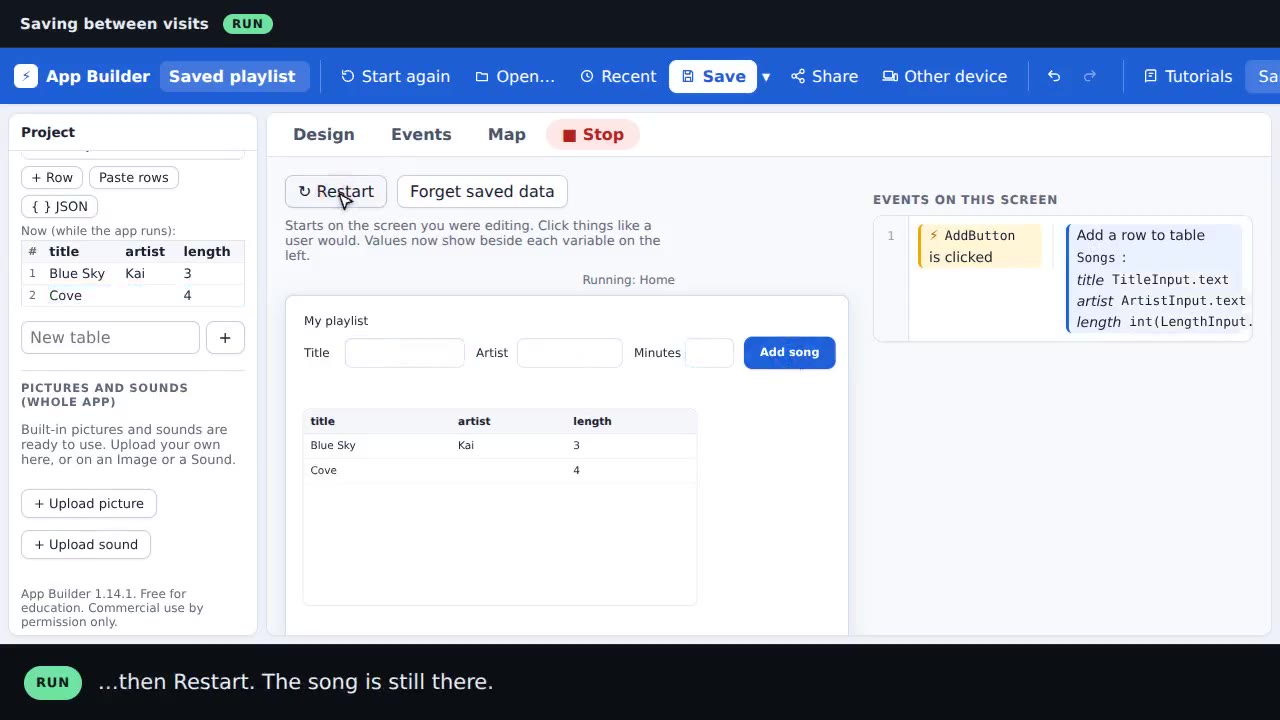 Saving between visits RUN
App Builder Saved playlist Start again Open... Recent Save ▾ Share Other device Tutorials Sa
Project
Design Events Map Stop
+ Row Paste rows
{ } JSON
Now (while the app runs):
# title artist length
1 Blue Sky Kai 3
2 Cove 4
New table +
PICTURES AND SOUNDS
(WHOLE APP)
Built-in pictures and sounds are
ready to use. Upload your own
here, or on an Image or a Sound.
+ Upload picture
+ Upload sound
App Builder 1.14.1. Free for
education. Commercial use by
permission only.
↻ Restart Forget saved data
Starts on the screen you were editing. Click things like a
user would. Values now show beside each variable on the
left.
Running: Home
My playlist
Title Artist Minutes Add song
title artist length
Blue Sky Kai 3
Cove 4
EVENTS ON THIS SCREEN
1 ⚡ AddButton
is clicked
Add a row to table
Songs :
title TitleInput.text
artist ArtistInput.text
length int(LengthInput.
RUN ...then Restart. The song is still there.